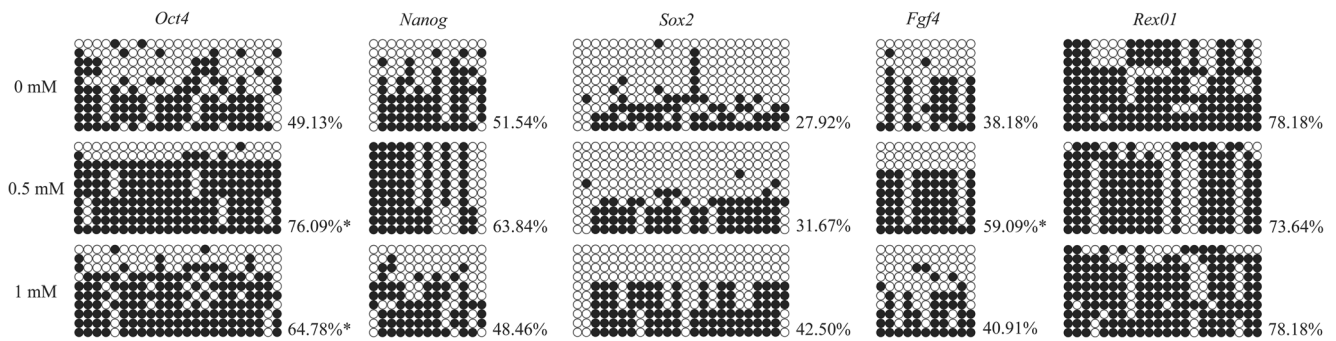 Oct4 Nanog Sox2 Fgf4 Rex01
0 mM 49.13% 51.54% 27.92% 38.18% 78.18%
0.5 mM 76.09%* 63.84% 31.67% 59.09%* 73.64%
1 mM 64.78%* 48.46% 42.50% 40.91% 78.18%